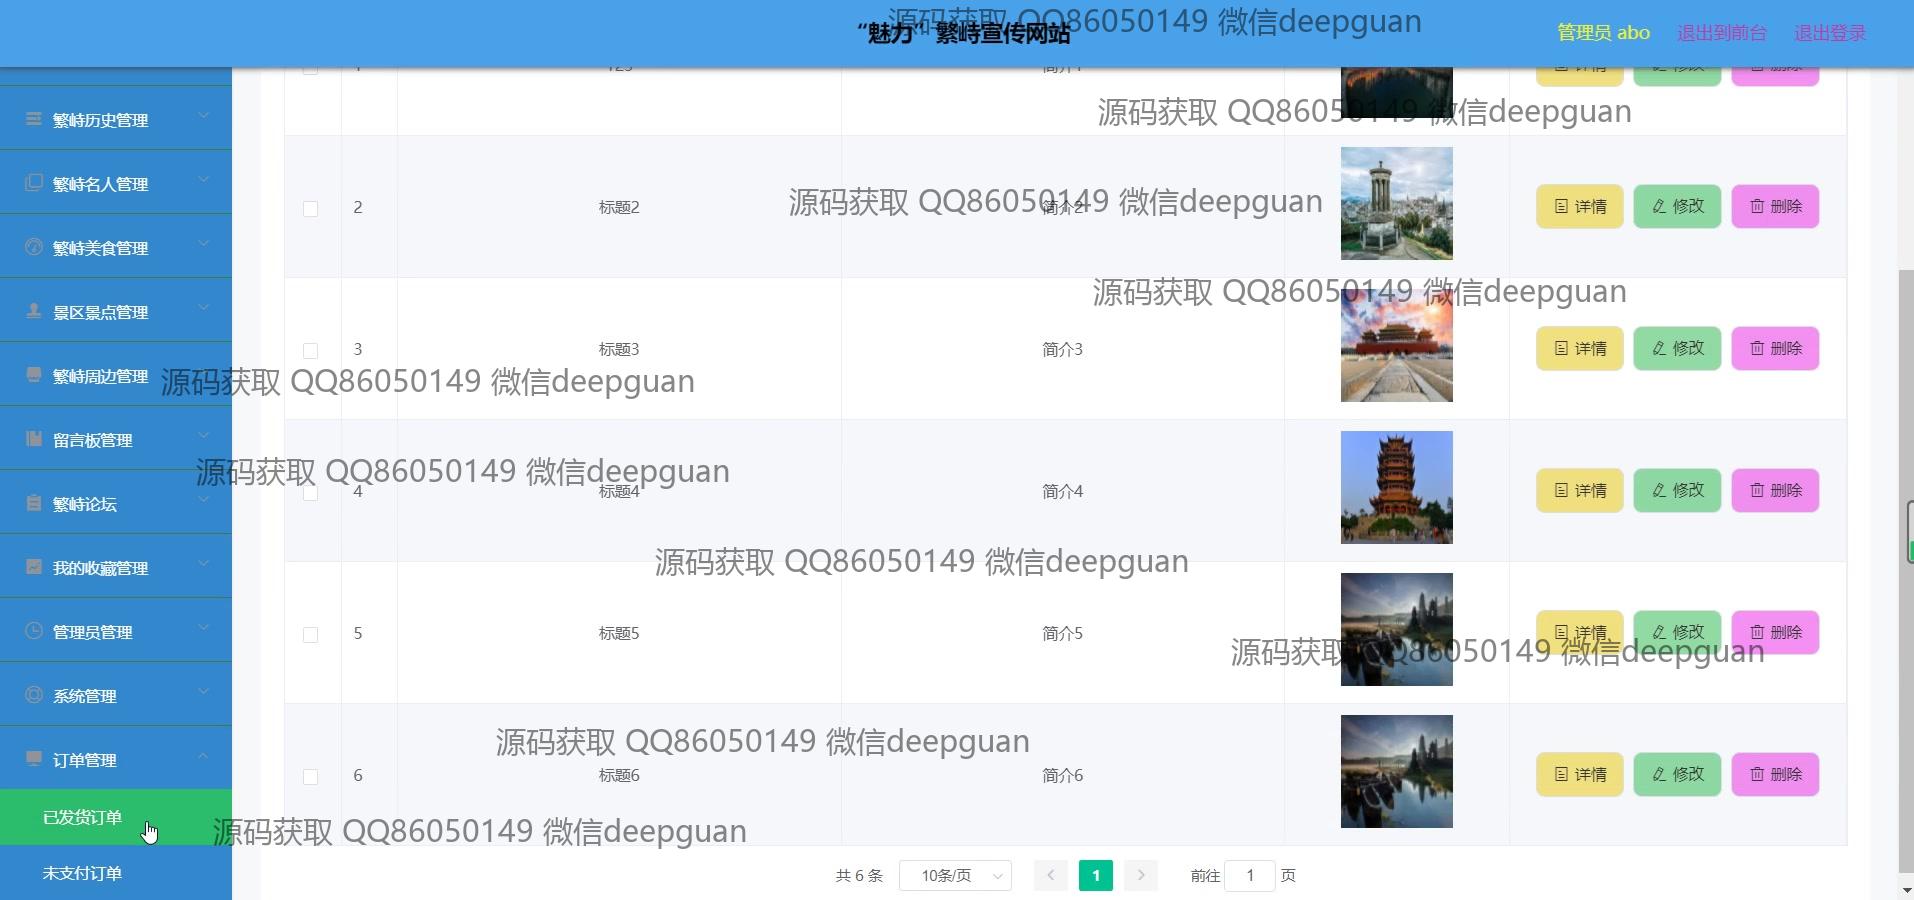 “魅力”繁峙宣传网站
管理员 abo
退出到前台
退出登录
源码获取 QQ86050149 微信deepguan
1
123
简介1
详情
修改
删除
源码获取 QQ86050149 微信deepguan
繁峙历史管理
繁峙名人管理
繁峙美食管理
景区景点管理
繁峙周边管理
留言板管理
繁峙论坛
我的收藏管理
管理员管理
系统管理
订单管理
已发货订单
未支付订单
2
标题2
简介2
详情
修改
删除
源码获取 QQ86050149 微信deepguan
源码获取 QQ86050149 微信deepguan
3
标题3
简介3
详情
修改
删除
源码获取 QQ86050149 微信deepguan
源码获取 QQ86050149 微信deepguan
4
标题4
简介4
详情
修改
删除
源码获取 QQ86050149 微信deepguan
5
标题5
简介5
详情
修改
删除
源码获取 QQ86050149 微信deepguan
源码获取 QQ86050149 微信deepguan
6
标题6
简介6
详情
修改
删除
源码获取 QQ86050149 微信deepguan
共 6 条
10条/页
1
前往 1 页